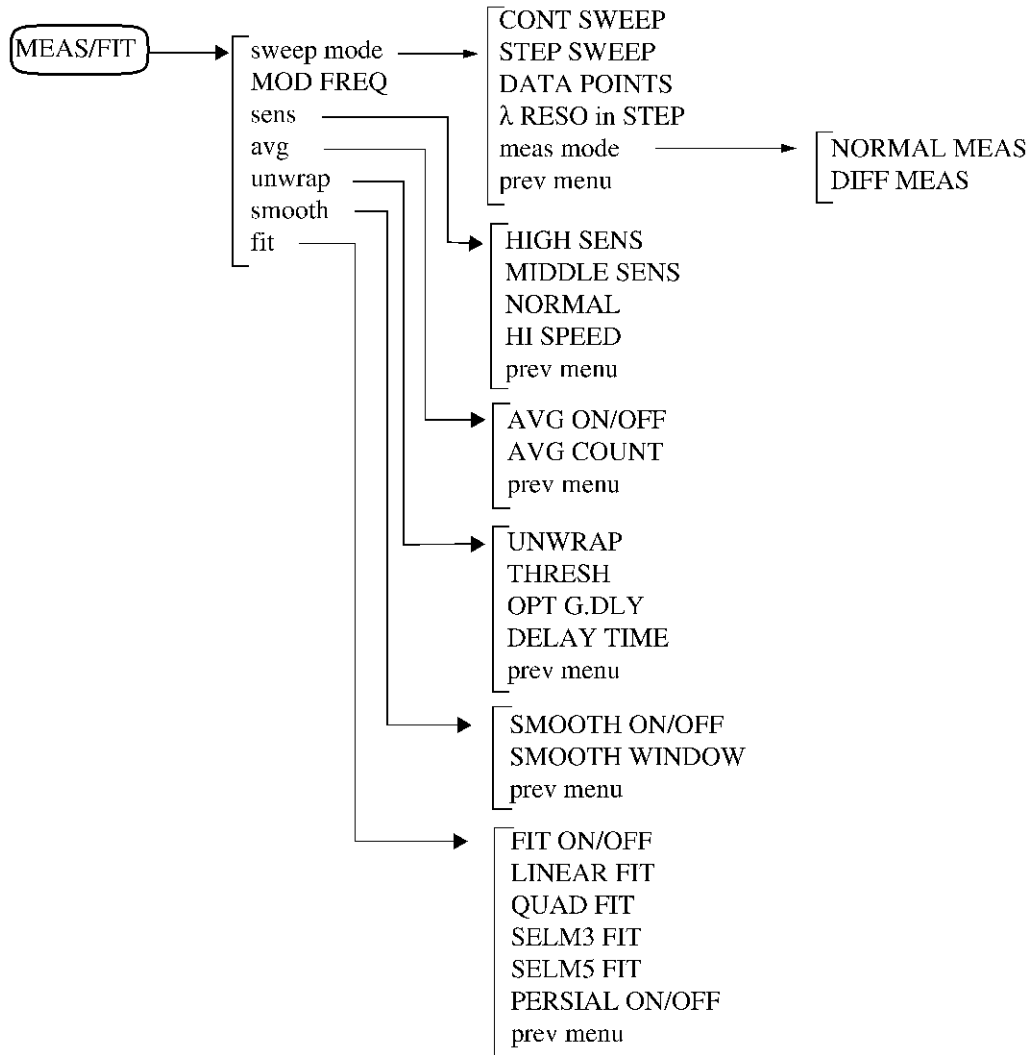 MEAS/FIT
sweep mode
MOD FREQ
sens
avg
unwrap
smooth
fit
CONT SWEEP
STEP SWEEP
DATA POINTS
λ RESO in STEP
meas mode
prev menu
NORMAL MEAS
DIFF MEAS
HIGH SENS
MIDDLE SENS
NORMAL
HI SPEED
prev menu
AVG ON/OFF
AVG COUNT
prev menu
UNWRAP
THRESH
OPT G.DLY
DELAY TIME
prev menu
SMOOTH ON/OFF
SMOOTH WINDOW
prev menu
FIT ON/OFF
LINEAR FIT
QUAD FIT
SELM3 FIT
SELM5 FIT
PERSIAL ON/OFF
prev menu